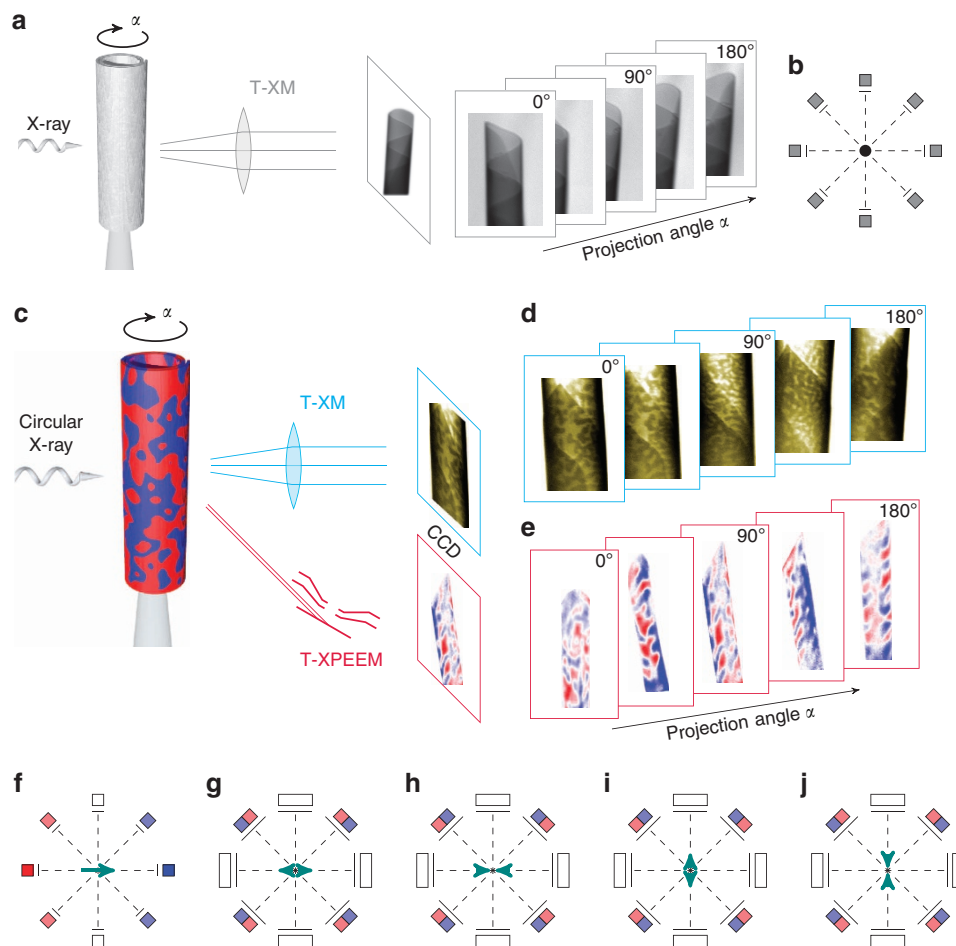 a
α
X-ray
T-XM
0°
90°
180°
Projection angle α
b
c
α
Circular
X-ray
T-XM
CCD
T-XPEEM
d
0°
90°
180°
e
0°
90°
180°
Projection angle α
f
g
h
i
j